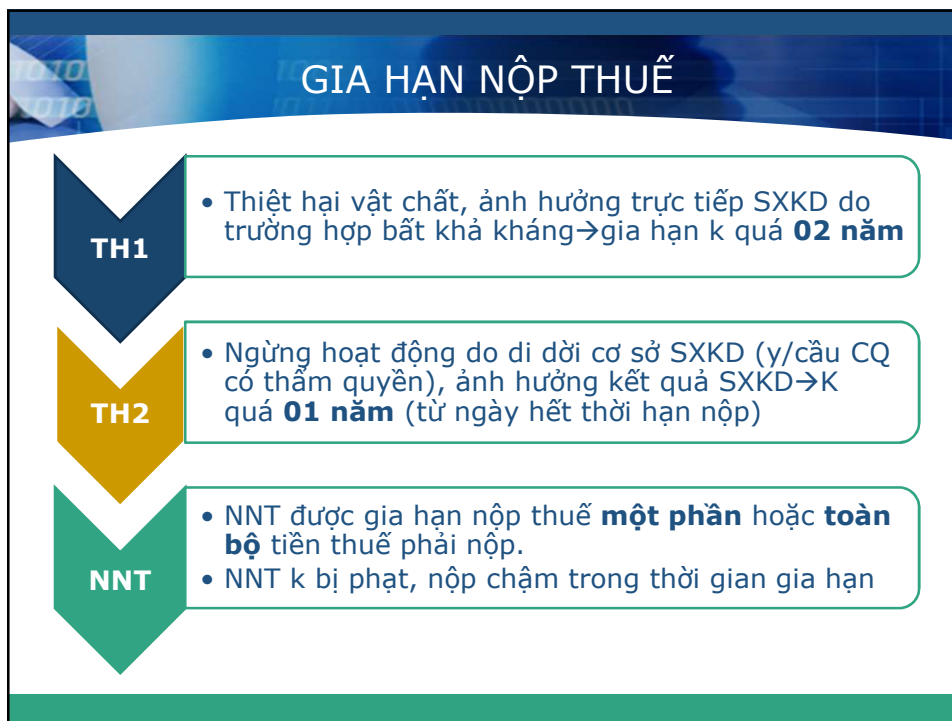 GIA HẠN NỘP THUẾ
TH1
• Thiệt hại vật chất, ảnh hưởng trực tiếp SXKD do
trường hợp bất khả kháng→gia hạn k quá 02 năm
TH2
• Ngừng hoạt động do di dời cơ sở SXKD (y/cầu CQ
có thẩm quyền), ảnh hưởng kết quả SXKD→K
quá 01 năm (từ ngày hết thời hạn nộp)
NNT
• NNT được gia hạn nộp thuế một phần hoặc toàn
bộ tiền thuế phải nộp.
• NNT k bị phạt, nộp chậm trong thời gian gia hạn